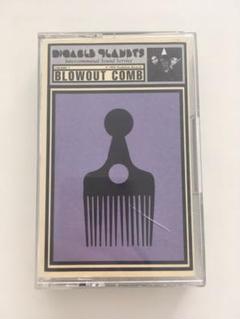 DIGABLE PLANETS
Intercommunal Sound Service
BLOWOUT COMB